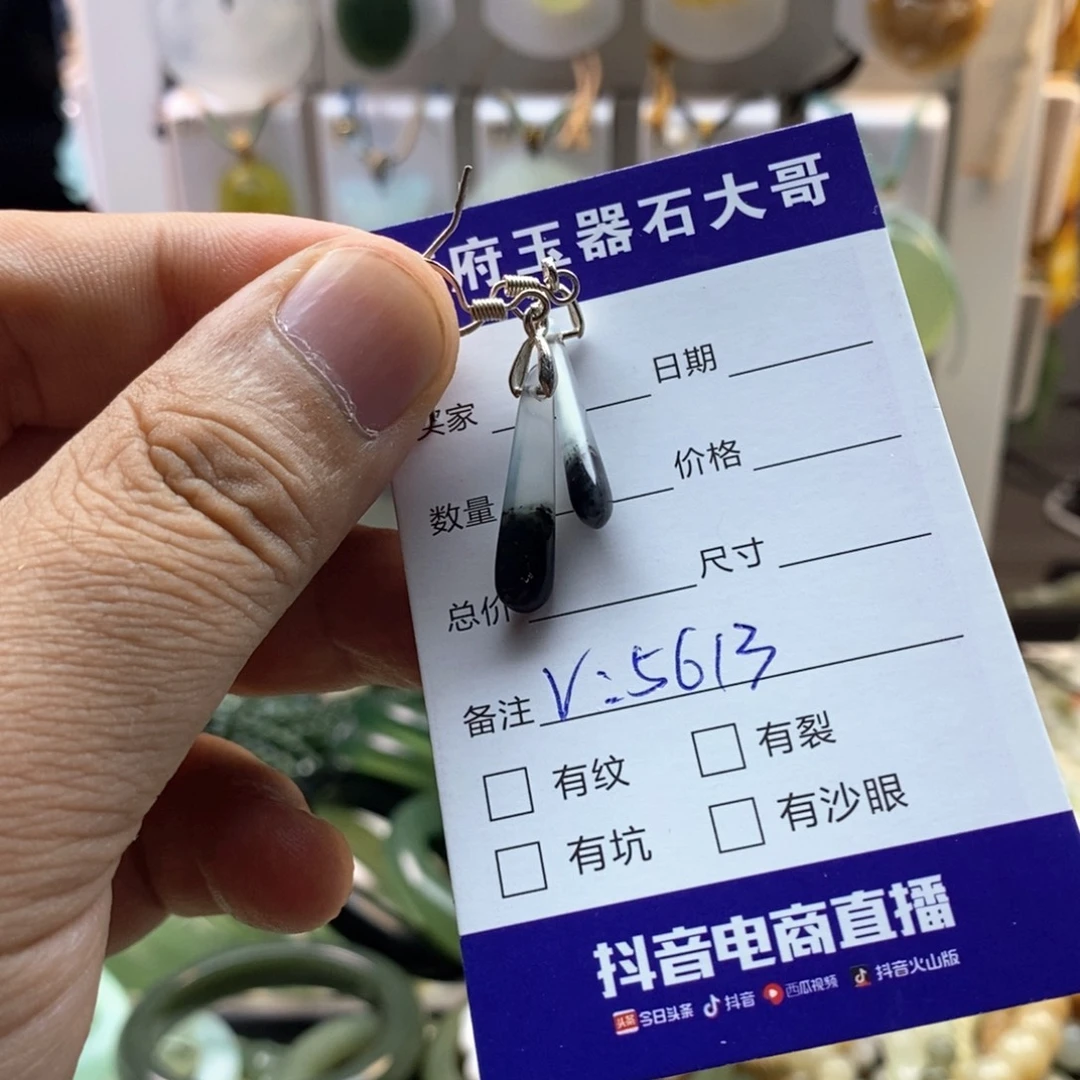 府玉器石大哥
买家 日期
数量 价格
总价 尺寸
备注 V:5613
有纹 有裂
有坑 有沙眼
抖音电商直播
头条 今日头条 抖音 西瓜视频 抖音火山版